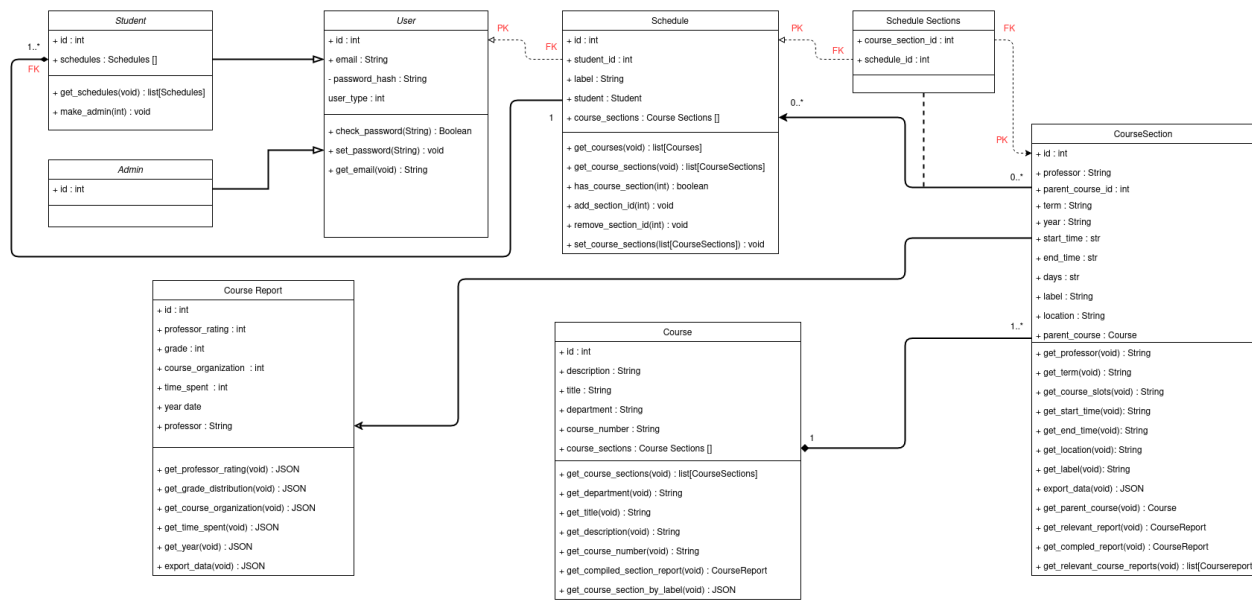 Student
+ id : int
+ schedules : Schedules []
+ get_schedules(void) : list[Schedules]
+ make_admin(int) : void
1..*
FK
Admin
+ id : int
User
+ id : int
+ email : String
- password_hash : String
user_type : int
+ check_password(String) : Boolean
+ set_password(String) : void
+ get_email(void) : String
PK
FK
1
Schedule
+ id : int
+ student_id : int
+ label : String
+ student : Student
+ course_sections : Course Sections []
+ get_courses(void) : list[Courses]
+ get_course_sections(void) : list[CourseSections]
+ has_course_section(int) : boolean
+ add_section_id(int) : void
+ remove_section_id(int) : void
+ set_course_sections(list[CourseSections]) : void
PK
FK
0..*
Schedule Sections
+ course_section_id : int
+ schedule_id : int
FK
PK
0..*
1..*
CourseSection
+ id : int
+ professor : String
+ parent_course_id : int
+ term : String
+ year : String
+ start_time : str
+ end_time : str
+ days : str
+ label : String
+ location : String
+ parent_course : Course
+ get_professor(void) : String
+ get_term(void) : String
+ get_course_slots(void) : String
+ get_start_time(void) : String
+ get_end_time(void): String
+ get_location(void): String
+ get_label(void): String
export_data(void) : JSON
+ get_parent_course(void) : Course
+ get_relevant_report(void) : CourseReport
+ get_compled_report(void) : CourseReport
+ get_relevant_course_reports(void) : list[Coursereport
Course Report
+ id : int
+ professor_rating : int
+ grade : int
+ course_organization : int
+ time_spent : int
+ year date
+ professor : String
+ get_professor_rating(void) : JSON
+ get_grade_distribution(void) : JSON
+ get_course_organization(void) : JSON
+ get_time_spent(void) : JSON
+ get_year(void) : JSON
+ export_data(void) : JSON
Course
+ id : int
+ description : String
+ title : String
+ department : String
+ course_number : String
+ course_sections : Course Sections []
+ get_course_sections(void) : list[CourseSections]
+ get_department(void) : String
+ get_title(void) : String
+ get_description(void) : String
+ get_course_number(void) : String
+ get_compiled_section_report(void) : CourseReport
+ get_course_section_by_label(void) : JSON
1